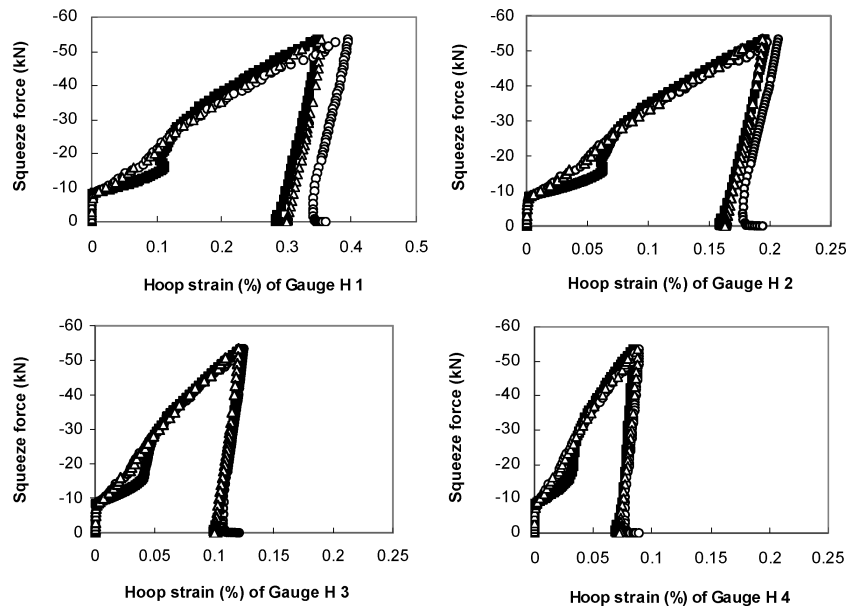 -60
-50
-40
-30
-20
-10
0
Squeeze force (kN)
0 0.1 0.2 0.3 0.4 0.5
Hoop strain (%) of Gauge H 1
-60
-50
-40
-30
-20
-10
0
Squeeze force (kN)
0 0.05 0.1 0.15 0.2 0.25
Hoop strain (%) of Gauge H 2
-60
-50
-40
-30
-20
-10
0
Squeeze force (kN)
0 0.05 0.1 0.15 0.2 0.25
Hoop strain (%) of Gauge H 3
-60
-50
-40
-30
-20
-10
0
Squeeze force (kN)
0 0.05 0.1 0.15 0.2 0.25
Hoop strain (%) of Gauge H 4